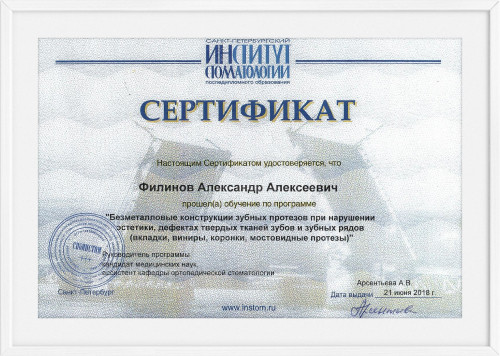 САНКТ-ПЕТЕРБУРГСКИЙ
ИНСТИТУТ
СТОМАТОЛОГИИ
последипломного образования
СЕРТИФИКАТ
Настоящим Сертификатом удостоверяется, что
Филинов Александр Алексеевич
прошел(а) обучение по программе
"Безметалловые конструкции зубных протезов при нарушении
эстетики, дефектах твердых тканей зубов и зубных рядов
(вкладки, виниры, коронки, мостовидные протезы)"
Руководитель программы
кандидат медицинских наук,
ассистент кафедры ортопедической стоматологии
Арсентьева А.В.
Санкт-Петербург
Дата выдачи 21 июня 2018 г.
www.instom.ru